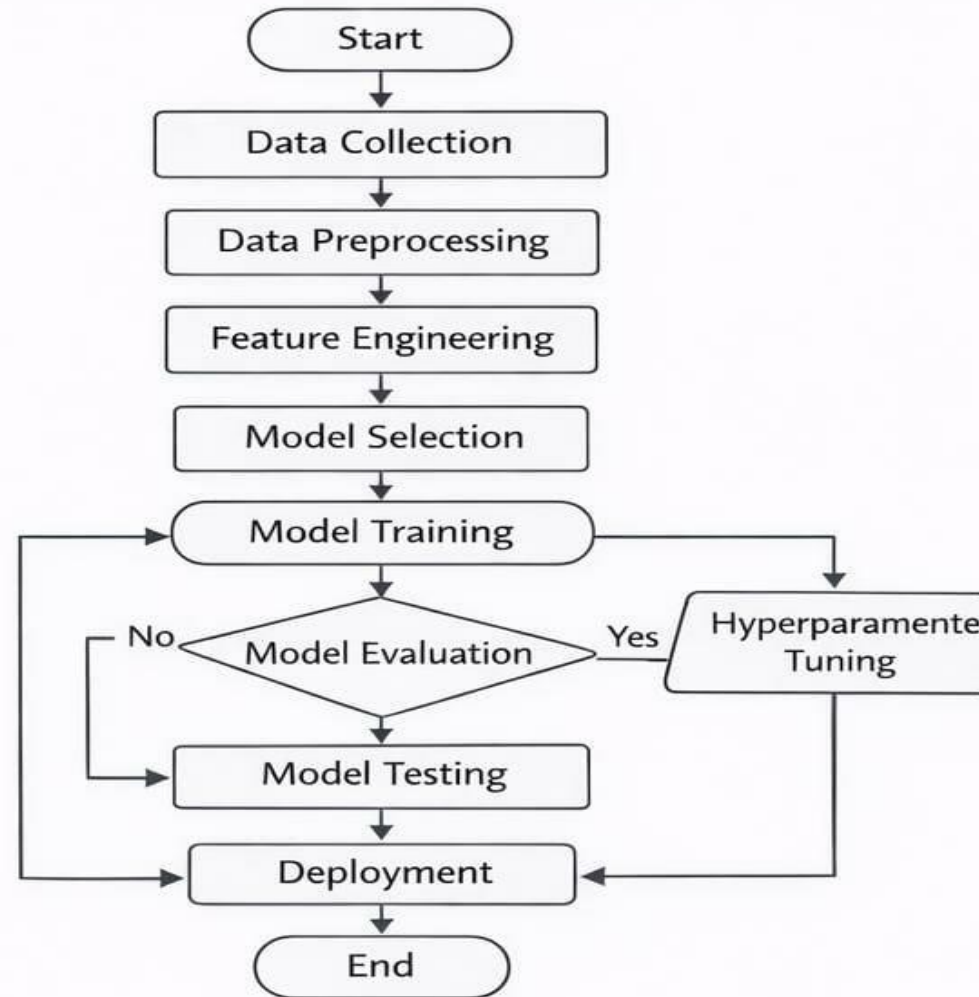 Start
Data Collection
Data Preprocessing
Feature Engineering
Model Selection
Model Training
No
Model Evaluation
Yes
Hyperparamente
Tuning
Model Testing
Deployment
End